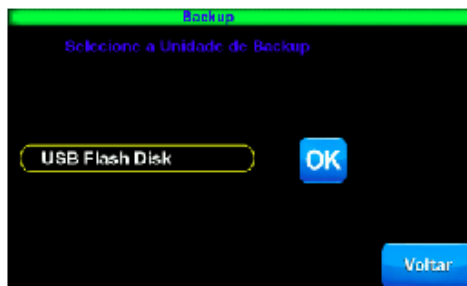 Backup
Selecione a Unidade de Backup
USB Flash Disk
OK
Voltar